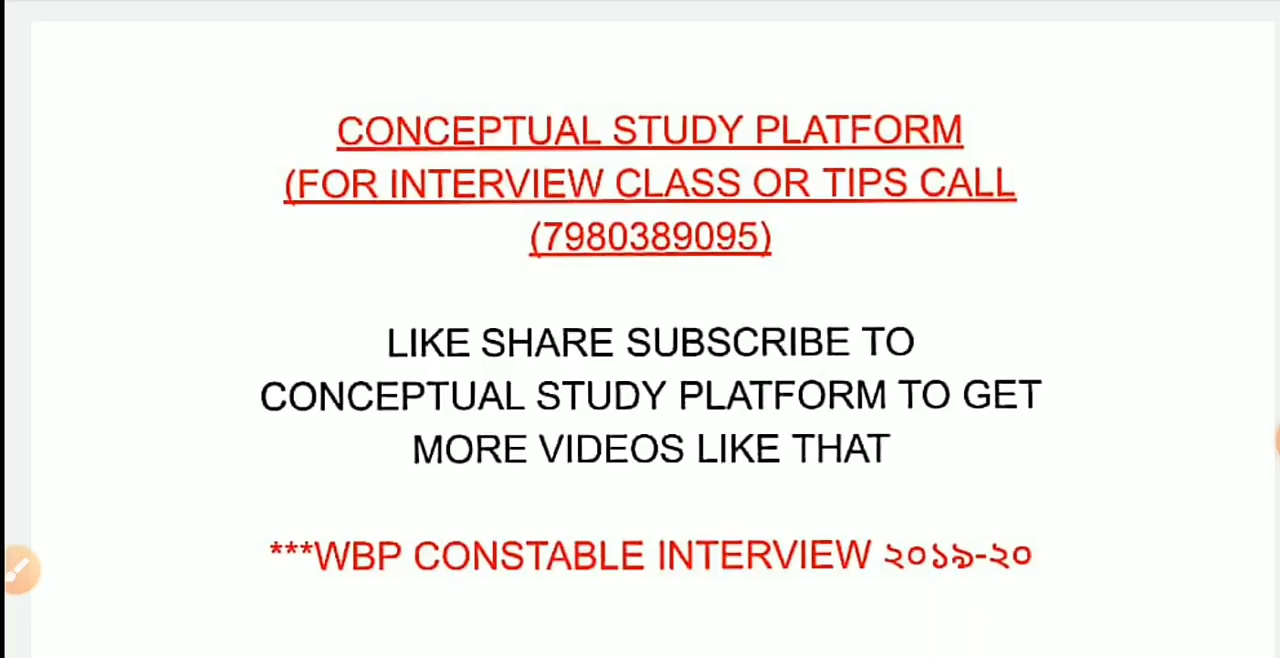 CONCEPTUAL STUDY PLATFORM
(FOR INTERVIEW CLASS OR TIPS CALL
(7980389095)
LIKE SHARE SUBSCRIBE TO
CONCEPTUAL STUDY PLATFORM TO GET
MORE VIDEOS LIKE THAT
***WBP CONSTABLE INTERVIEW ২০১৯-২০